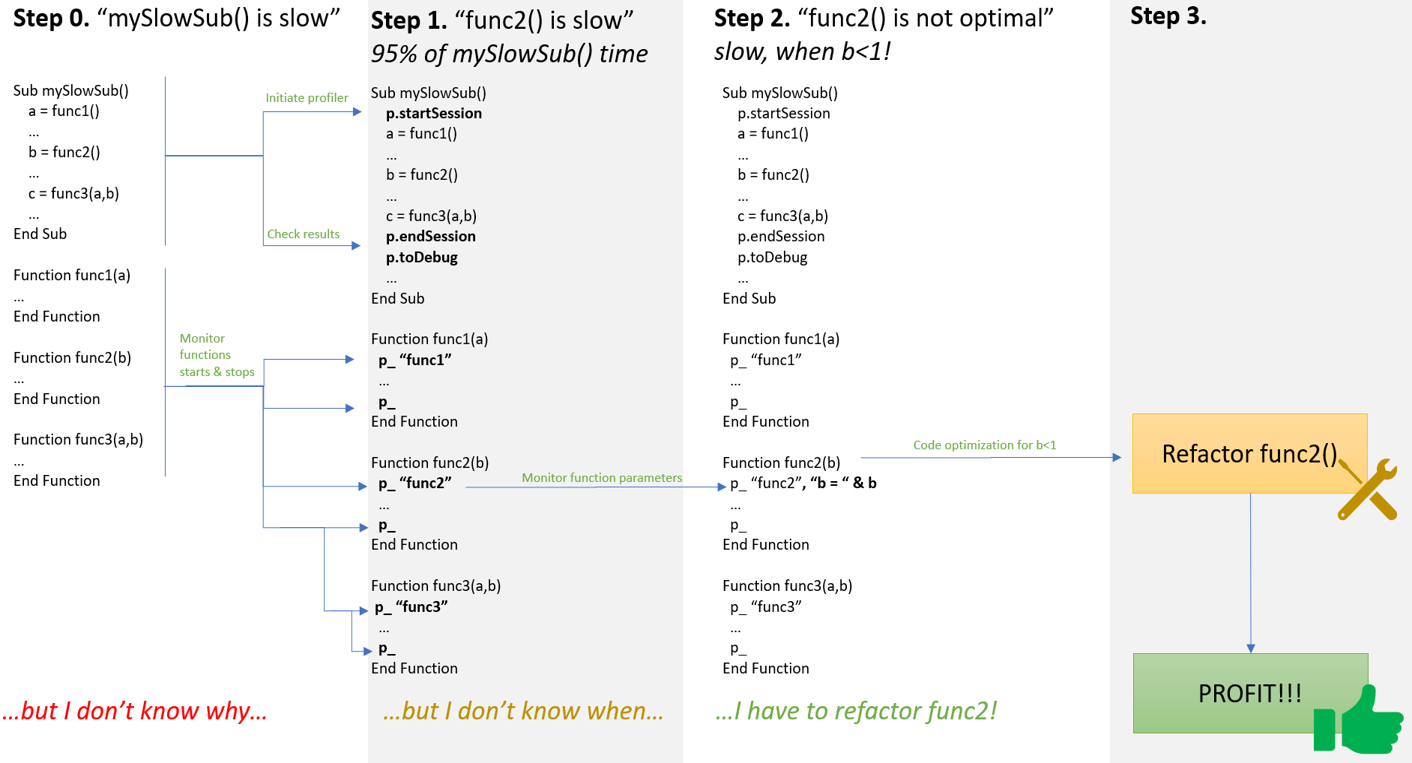 Step 0. “mySlowSub() is slow”
Sub mySlowSub()
a = func1()
...
b = func2()
...
c = func3(a,b)
...
End Sub
Function func1(a)
...
End Function
Function func2(b)
...
End Function
Function func3(a,b)
...
End Function
…but I don’t know why…
Initiate profiler
Check results
Monitor
functions
starts & stops
Step 1. “func2() is slow”
95% of mySlowSub() time
Sub mySlowSub()
p.startSession
a = func1()
...
b = func2()
...
c = func3(a,b)
p.endSession
p.toDebug
...
End Sub
Function func1(a)
p_ “func1”
...
p_
End Function
Function func2(b)
p_ “func2”
...
p_
End Function
Function func3(a,b)
p_ “func3”
...
p_
End Function
…but I don’t know when…
Monitor function parameters
Step 2. “func2() is not optimal”
slow, when b<1!
Sub mySlowSub()
p.startSession
a = func1()
...
b = func2()
...
c = func3(a,b)
p.endSession
p.toDebug
...
End Sub
Function func1(a)
p_ “func1”
...
p_
End Function
Function func2(b)
p_ “func2”, “b = “ & b
...
p_
End Function
Function func3(a,b)
p_ “func3”
...
p_
End Function
…I have to refactor func2!
Code optimization for b<1
Step 3.
Refactor func2()
PROFIT!!!